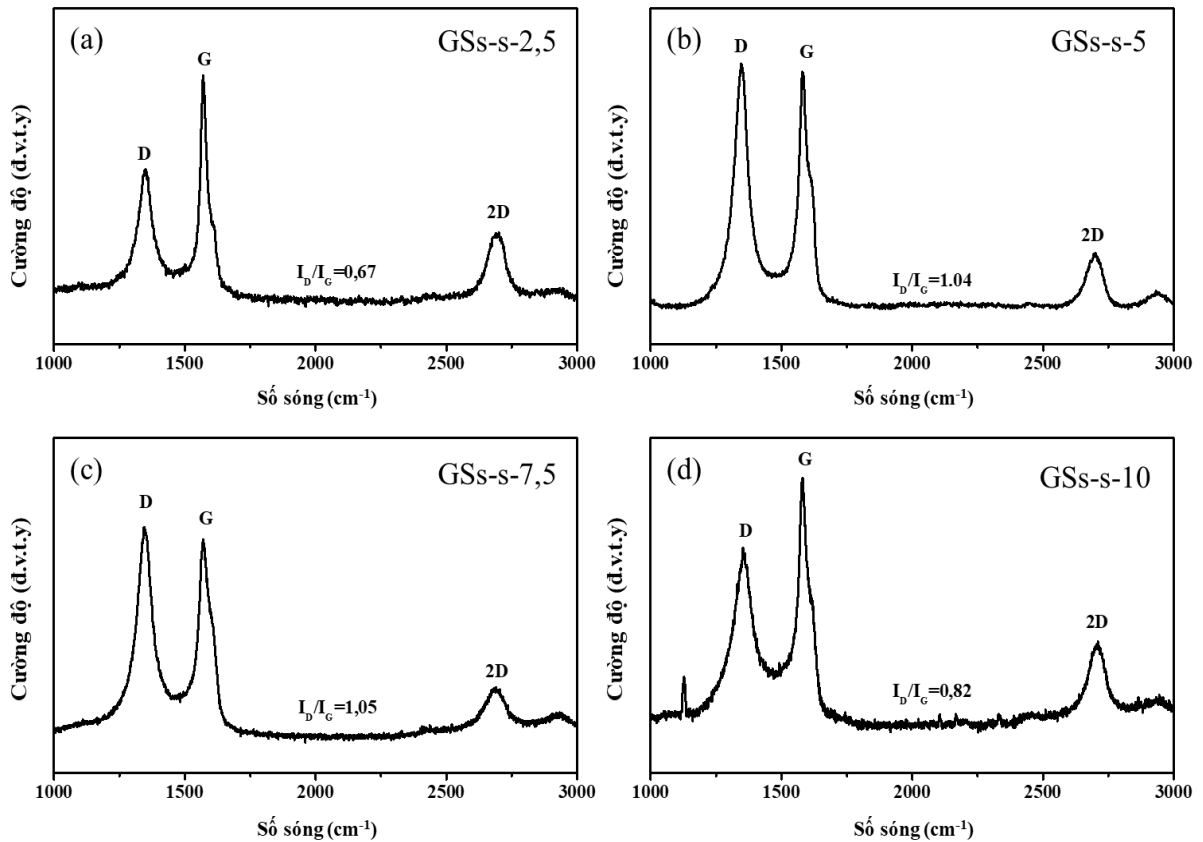 (a)
GSs-s-2,5
G
D
2D
I_D/I_G=0,67
Cường độ (đ.v.t.y)
1000 1500 2000 2500 3000
Số sóng (cm⁻¹)
(b)
GSs-s-5
D
G
2D
I_D/I_G=1.04
Cường độ (đ.v.t.y)
1000 1500 2000 2500 3000
Số sóng (cm⁻¹)
(c)
GSs-s-7,5
D
G
2D
I_D/I_G=1,05
Cường độ (đ.v.t.y)
1000 1500 2000 2500 3000
Số sóng (cm⁻¹)
(d)
GSs-s-10
G
D
2D
I_D/I_G=0,82
Cường độ (đ.v.t.y)
1000 1500 2000 2500 3000
Số sóng (cm⁻¹)